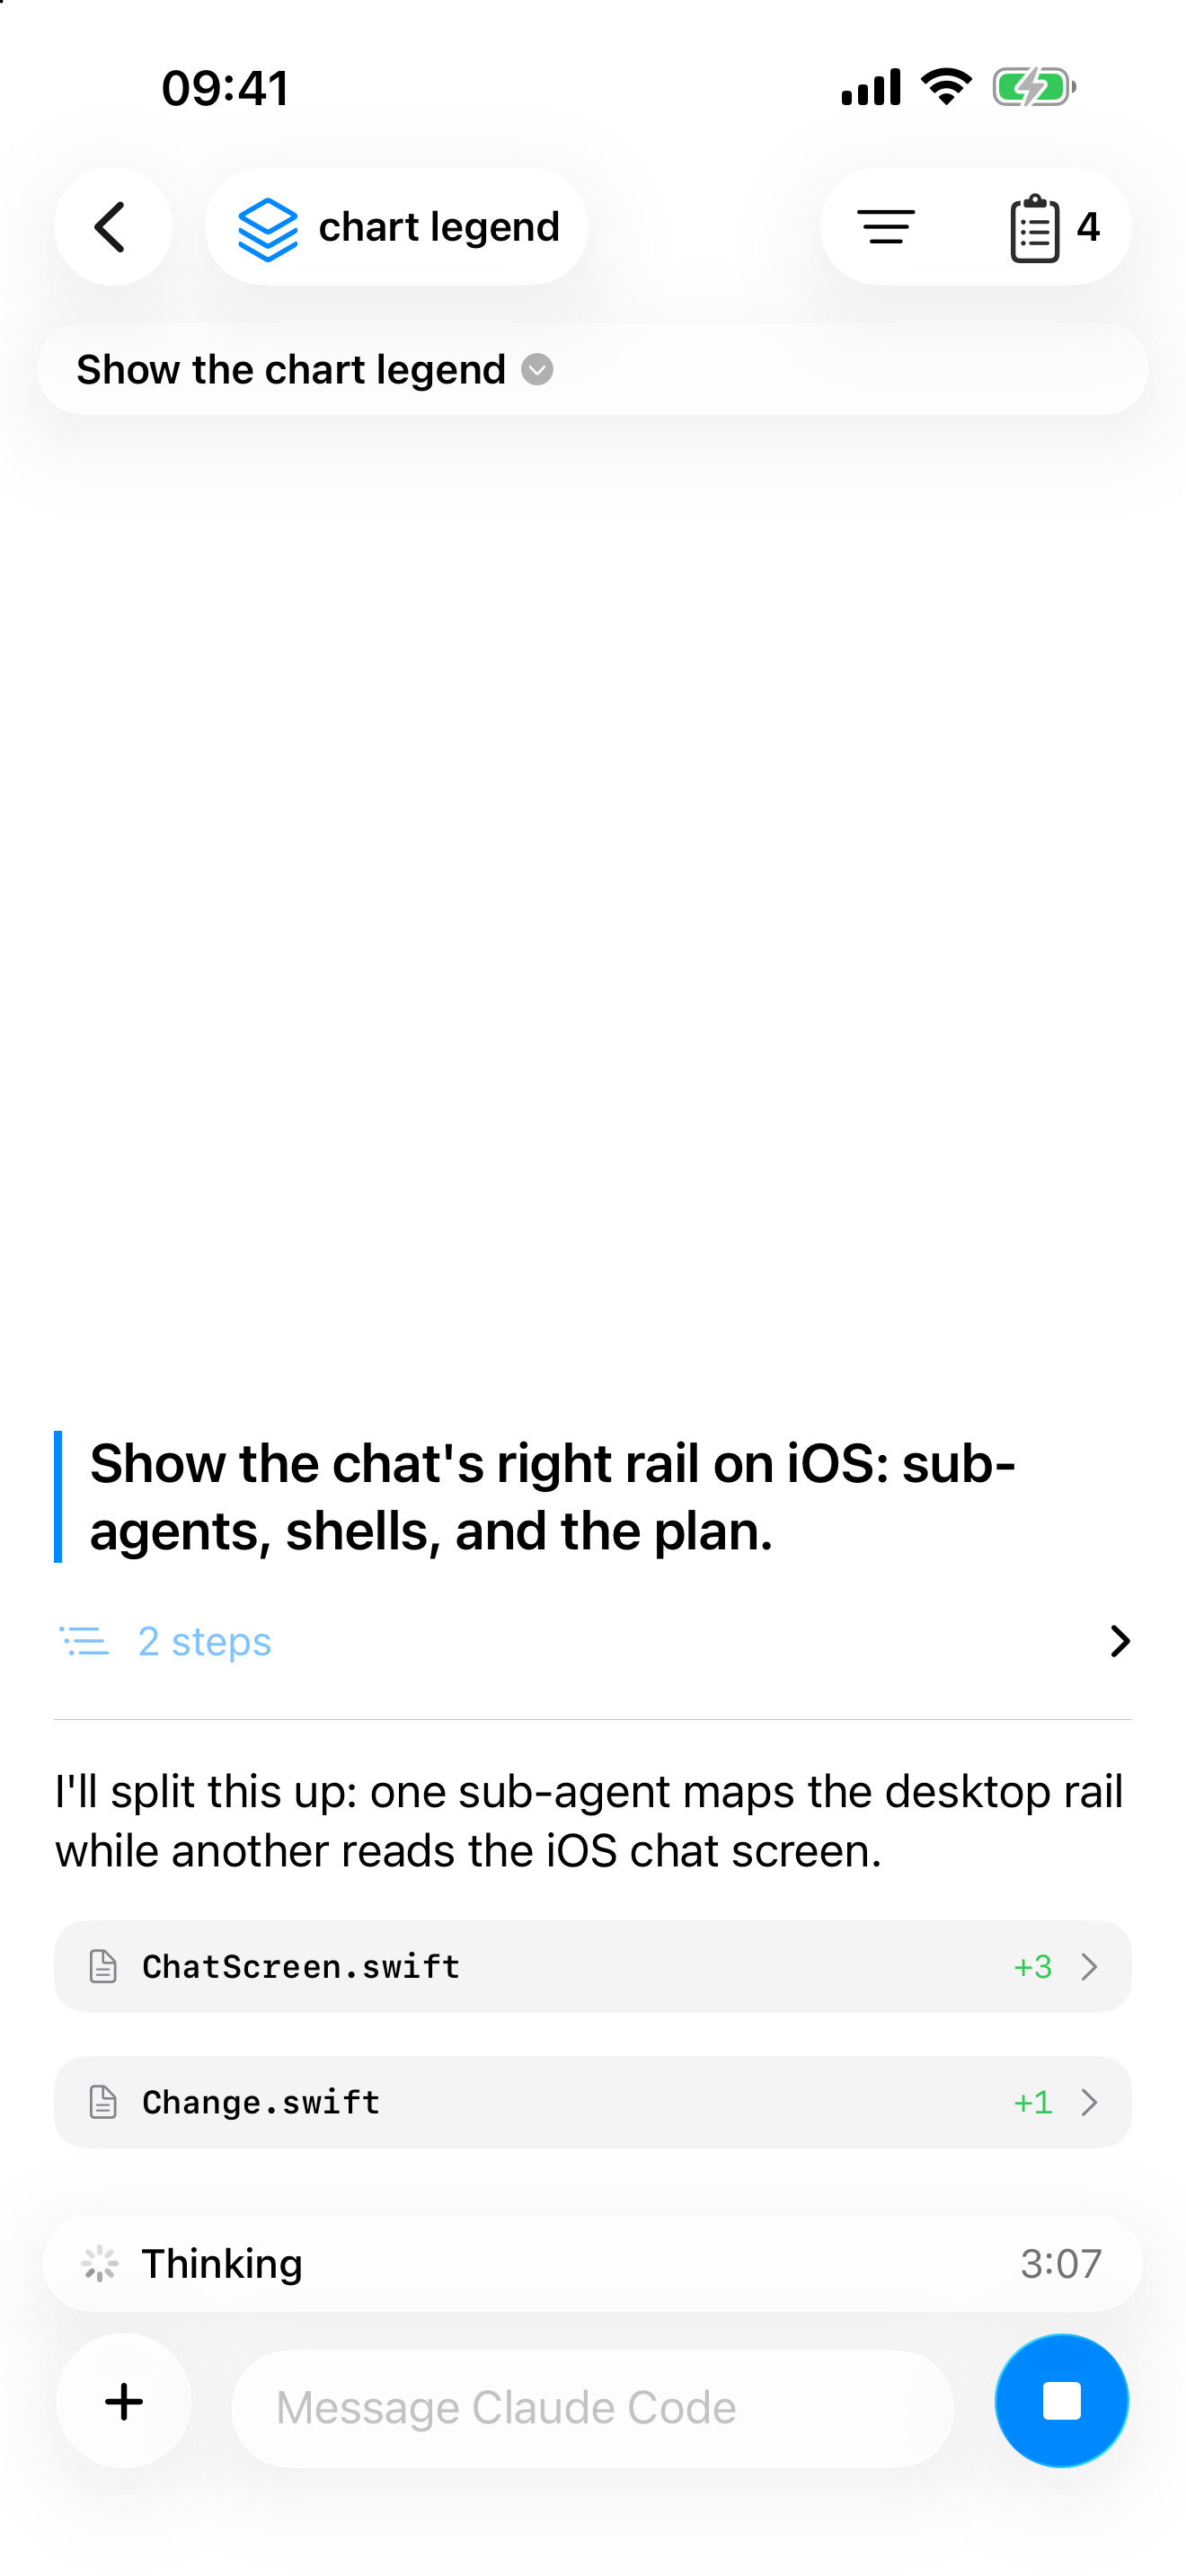 09:41
chart legend
4
Show the chart legend
Show the chat's right rail on iOS: sub-
agents, shells, and the plan.
2 steps
I'll split this up: one sub-agent maps the desktop rail
while another reads the iOS chat screen.
ChatScreen.swift +3
Change.swift +1
Thinking 3:07
Message Claude Code